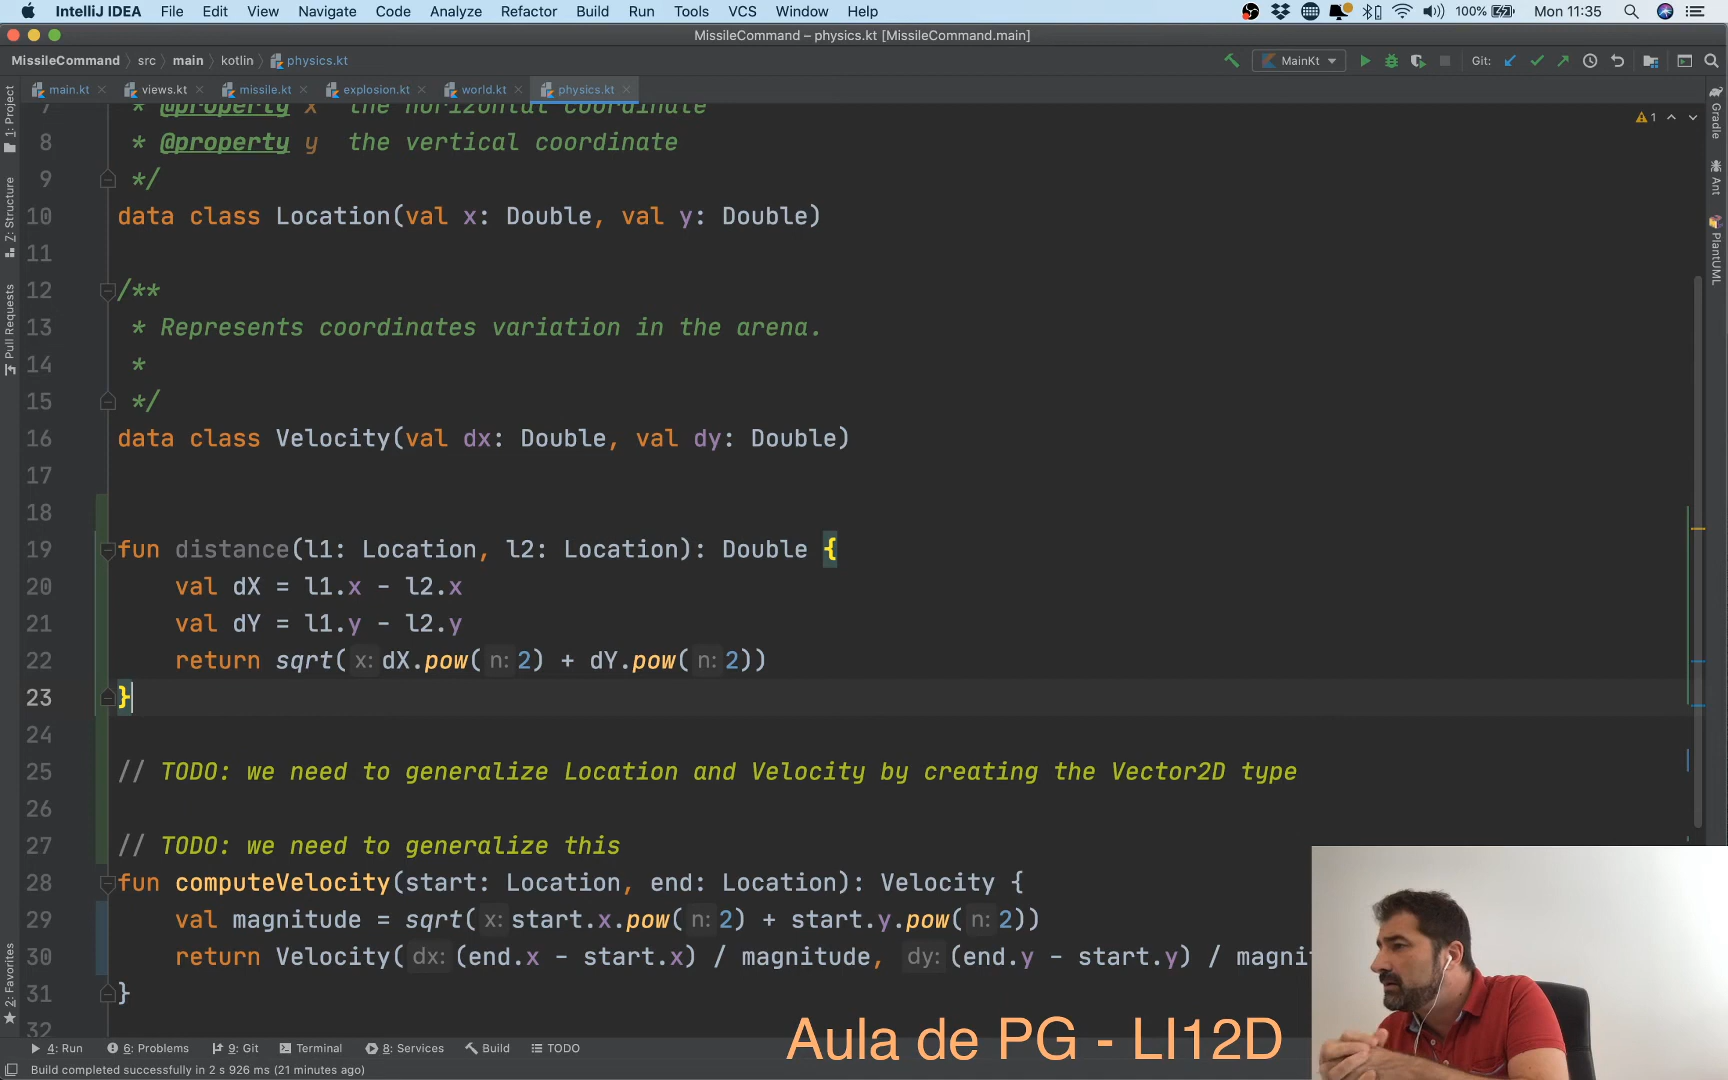 IntelliJ IDEA File Edit View Navigate Code Analyze Refactor Build Run Tools VCS Window Help 100% Mon 11:35
MissileCommand – physics.kt [MissileCommand.main]
MissileCommand src main kotlin physics.kt MainKt Git:
main.kt views.kt missile.kt explosion.kt world.kt physics.kt
1: Project
7: Structure
Pull Requests
2: Favorites
Gradle
Ant
PlantUML
1
7 * @property x the horizontal coordinate
8 * @property y the vertical coordinate
9 */
10 data class Location(val x: Double, val y: Double)
11
12 /**
13 * Represents coordinates variation in the arena.
14 *
15 */
16 data class Velocity(val dx: Double, val dy: Double)
17
18
19 fun distance(l1: Location, l2: Location): Double {
20 val dX = l1.x - l2.x
21 val dY = l1.y - l2.y
22 return sqrt( x: dX.pow( n: 2) + dY.pow( n: 2))
23 }
24
25 // TODO: we need to generalize Location and Velocity by creating the Vector2D type
26
27 // TODO: we need to generalize this
28 fun computeVelocity(start: Location, end: Location): Velocity {
29 val magnitude = sqrt( x: start.x.pow( n: 2) + start.y.pow( n: 2))
30 return Velocity( dx: (end.x - start.x) / magnitude, dy: (end.y - start.y) / magni
31 }
32
Aula de PG - LI12D
4: Run 6: Problems 9: Git Terminal 8: Services Build TODO
Build completed successfully in 2 s 926 ms (21 minutes ago)